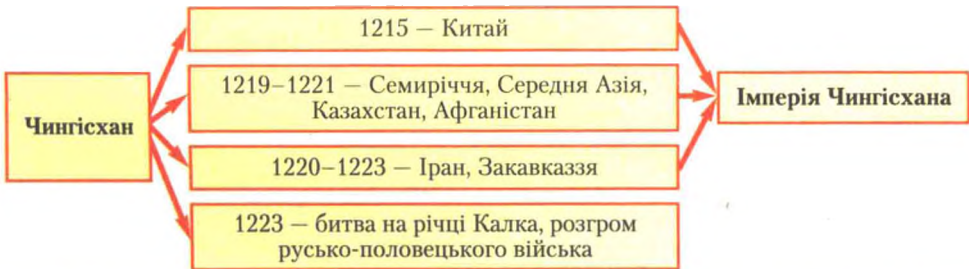 Чингісхан
1215 — Китай
1219–1221 — Семиріччя, Середня Азія,
Казахстан, Афганістан
1220–1223 — Іран, Закавказзя
1223 — битва на річці Калка, розгром
русько-половецького війська
Імперія Чингісхана